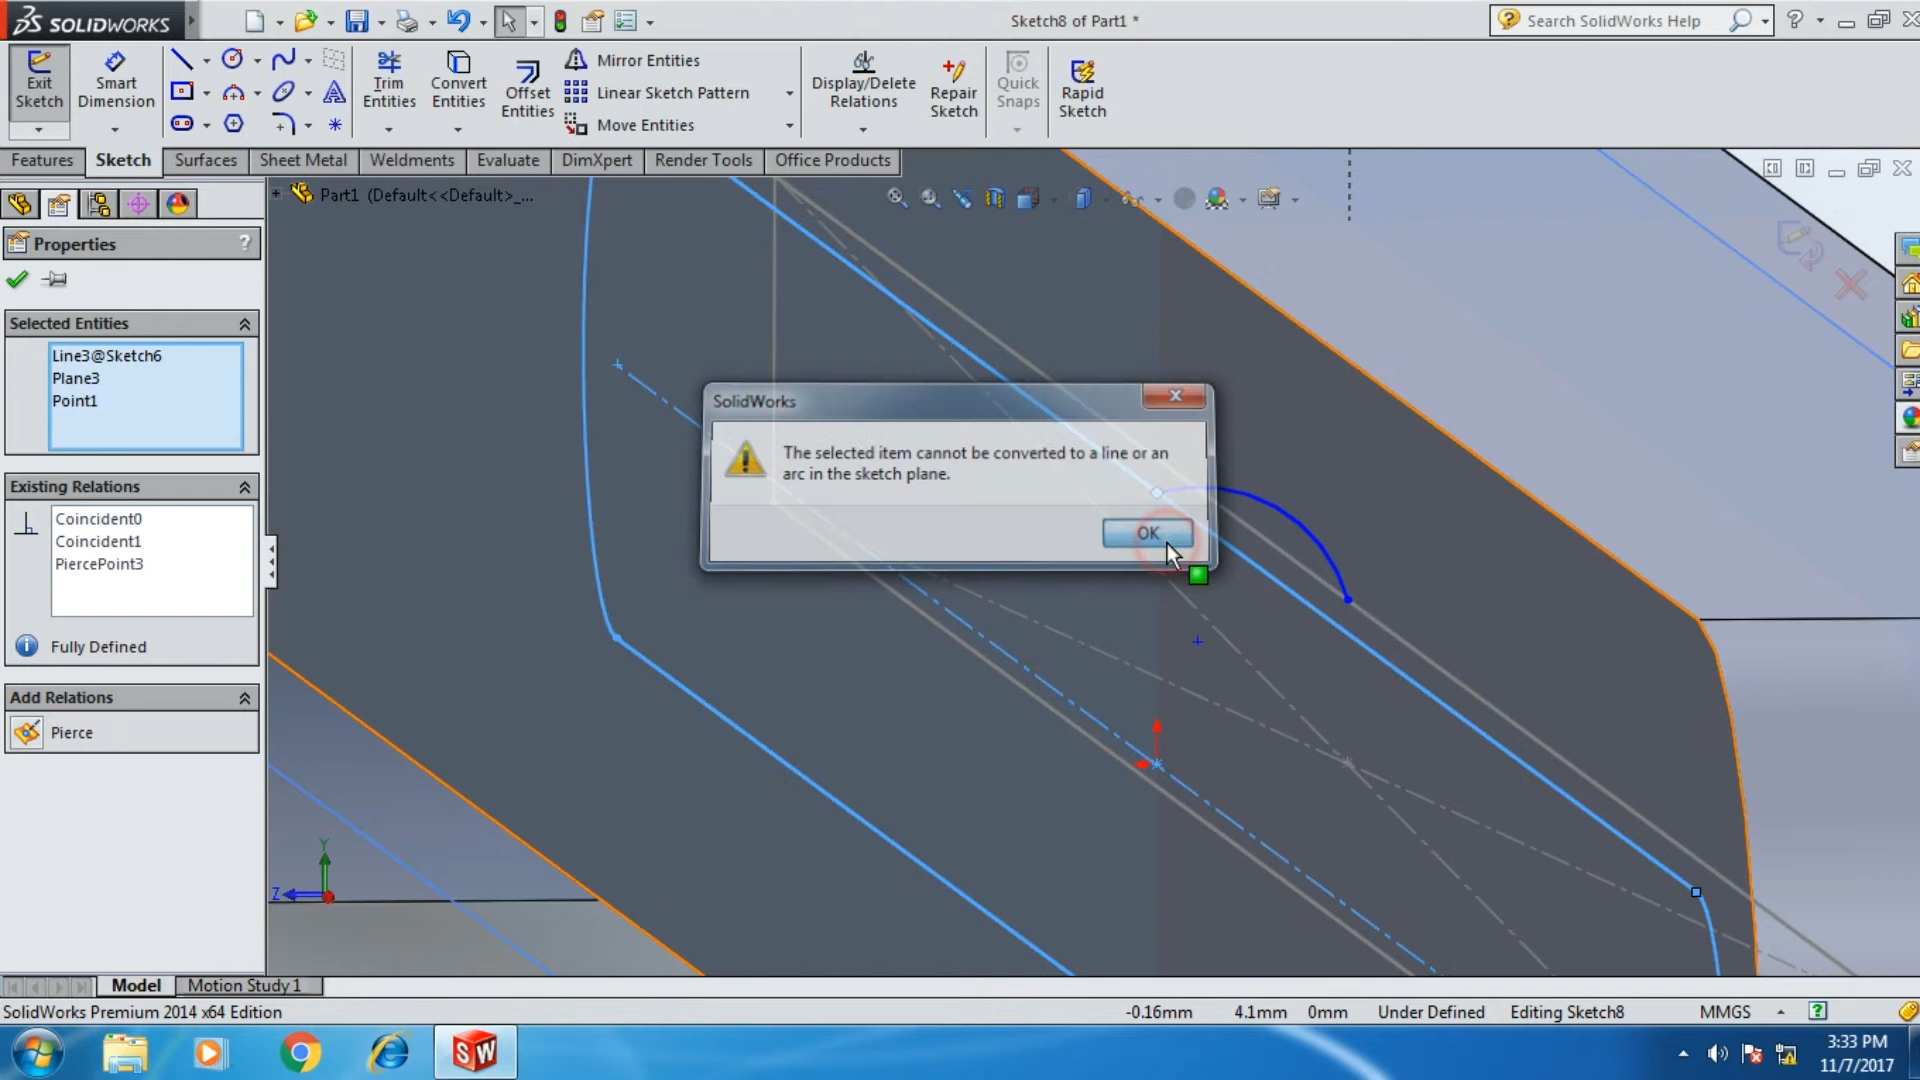 SOLIDWORKS
Sketch8 of Part1 *
Search SolidWorks Help
Exit Sketch
Smart Dimension
Trim Entities
Convert Entities
Offset Entities
Mirror Entities
Linear Sketch Pattern
Move Entities
Display/Delete Relations
Repair Sketch
Quick Snaps
Rapid Sketch
Features
Sketch
Surfaces
Sheet Metal
Weldments
Evaluate
DimXpert
Render Tools
Office Products
Part1 (Default<<Default>_...
Properties
?
Selected Entities
Line3@Sketch6
Plane3
Point1
Existing Relations
Coincident0
Coincident1
PiercePoint3
Fully Defined
Add Relations
Pierce
SolidWorks
The selected item cannot be converted to a line or an
arc in the sketch plane.
OK
Y
Z
Model
Motion Study 1
SolidWorks Premium 2014 x64 Edition
-0.16mm
4.1mm
0mm
Under Defined
Editing Sketch8
MMGS
?
SW
3:33 PM
11/7/2017